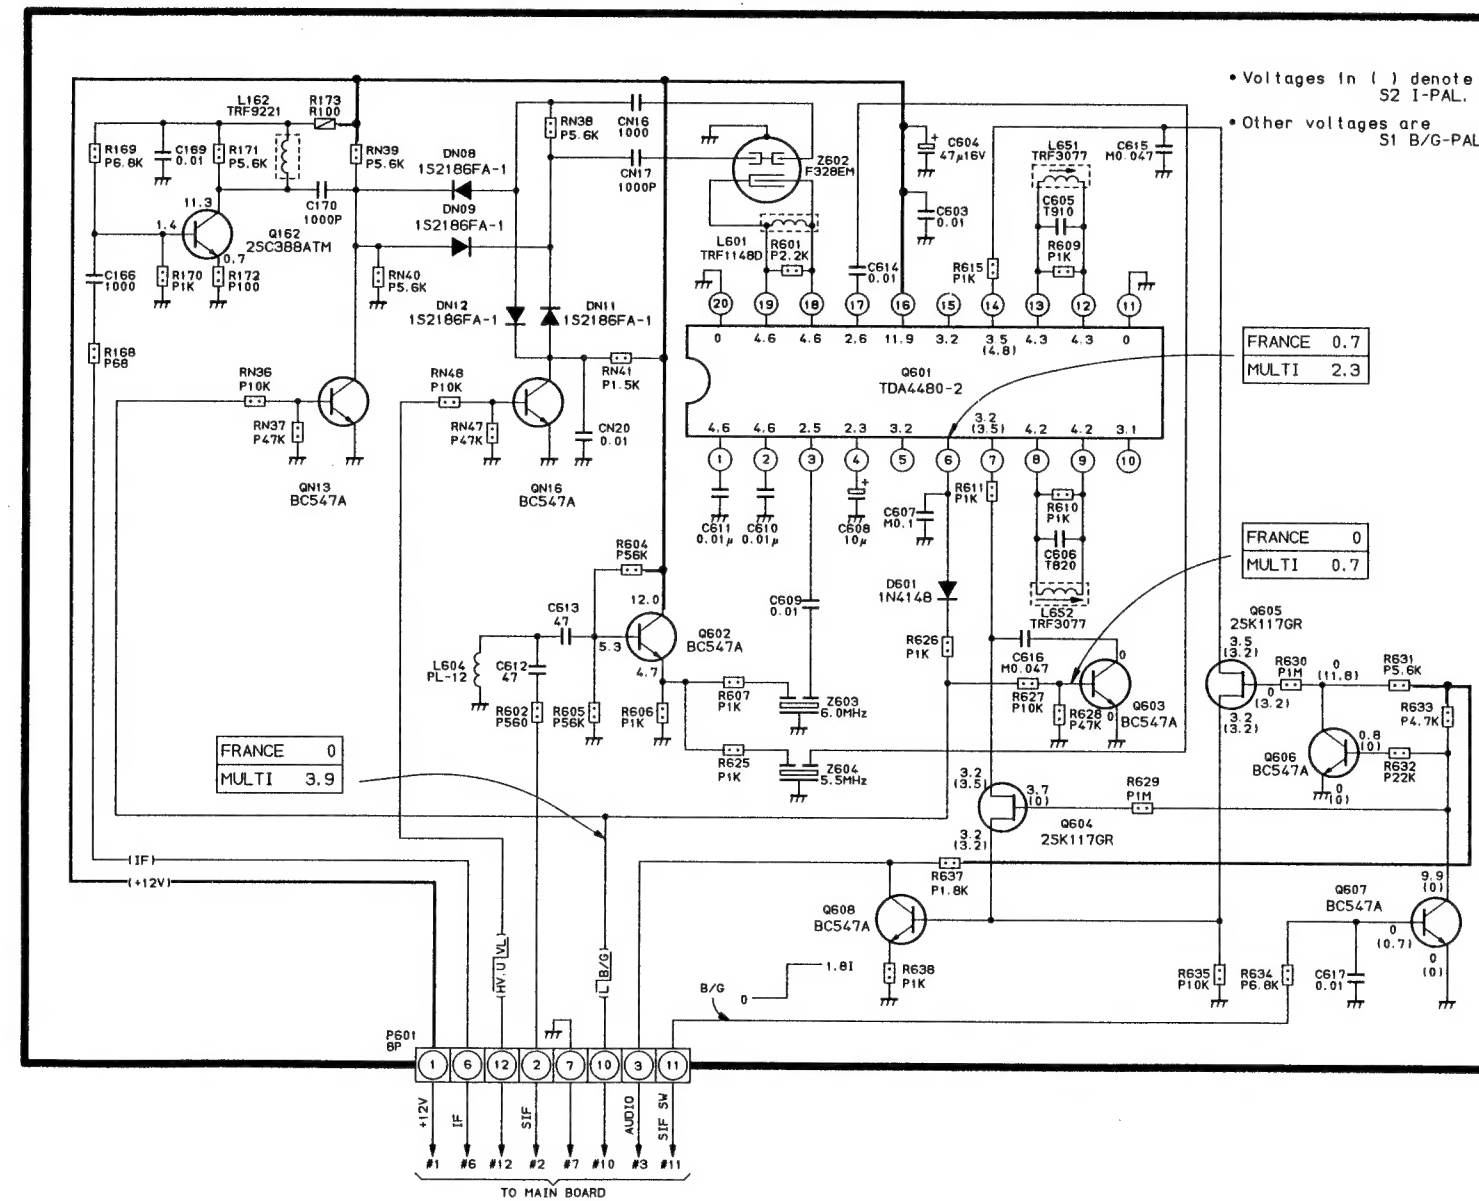 • Voltages in ( ) denote
S2 I-PAL.
• Other voltages are
S1 B/G-PAL
L162
TRF9221
R173
R100
R169
P6.8K
C169
0.01
R171
P5.6K
RN39
P5.6K
C170
1000P
11.3
1.4
0.7
Q162
2SC388ATM
C166
1000
R170
P1K
R172
P100
R168
P68
DN08
1S2186FA-1
DN09
1S2186FA-1
RN38
P5.6K
CN16
1000
CN17
1000P
RN40
P5.6K
DN12
1S2186FA-1
DN11
1S2186FA-1
RN41
P1.5K
RN36
P10K
RN37
P47K
QN13
BC547A
RN48
P10K
RN47
P47K
QN16
BC547A
CN20
0.01
Z602
F328EM
L601
TRF1148D
R601
P2.2K
C604
47μ16V
C603
0.01
C614
0.01
R615
P1K
C615
M0.047
L651
TRF3077
C605
T910
R609
P1K
20 19 18 17 16 15 14 13 12 11
0 4.6 4.6 2.6 11.9 3.2 3.5 4.3 4.3 0
(4.8)
Q601
TDA4480-2
3.2
4.6 4.6 2.5 2.3 3.2 (3.5) 4.2 4.2 3.1
1 2 3 4 5 6 7 8 9 10
FRANCE 0.7
MULTI 2.3
C611
0.01μ
C610
0.01μ
C608
10μ
C607
M0.1
R611
P1K
R610
P1K
C606
T820
L652
TRF3077
FRANCE 0
MULTI 0.7
R604
P56K
12.0
5.3
4.7
Q602
BC547A
C613
47
L604
PL-12
C612
47
R602
P560
R605
P56K
R606
P1K
R607
P1K
R625
P1K
C609
0.01
Z603
6.0MHz
Z604
5.5MHz
D601
1N4148
R626
P1K
C616
M0.047
R627
P10K
R628
P47K
0
0
Q603
BC547A
Q605
2SK117GR
3.5
(3.2)
0
(3.2)
3.2
(3.2)
R630
P1M
0
(11.8)
R631
P5.6K
R633
P4.7K
Q606
BC547A
0.8
(0)
0
(0)
R632
P22K
FRANCE 0
MULTI 3.9
3.2
(3.5)
3.7
(0)
3.2
(3.2)
Q604
2SK117GR
R629
P1M
R637
P1.8K
Q608
BC547A
R638
P1K
Q607
BC547A
9.9
(0)
0
(0.7)
0
(0)
R635
P10K
R634
P6.8K
C617
0.01
(IF)
(+12V)
HV.U VL
L B/G
B/G
0
1.8I
P601
8P
1 6 12 2 7 10 3 11
+12V
IF
SIF
AUDIO
SIF SW
#1 #6 #12 #2 #7 #10 #3 #11
TO MAIN BOARD